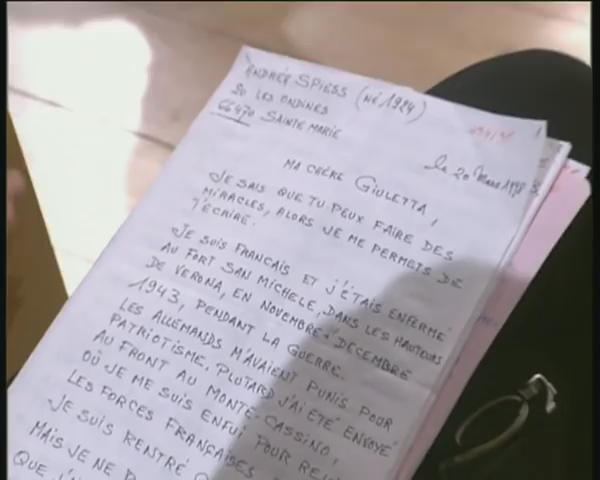 ANDRÉ SPIESS (NÉ 1924)
20 LES ONDINES
66470 SAINTE MARIE
le 20 Mars
MA CHÈRE GIULETTA,
JE SAIS QUE TU PEUX FAIRE DES
MIRACLES, ALORS JE ME PERMETS DE
T'ÉCRIRE.
JE SUIS FRANÇAIS ET J'ÉTAIS ENFERMÉ
AU FORT SAN MICHELE, DANS LES HAUTEURS
DE VERONA, EN NOVEMBRE-DÉCEMBRE
1943, PENDANT LA GUERRE.
LES ALLEMANDS M'AVAIENT PUNIS POUR
PATRIOTISME. PLUTARD J'AI ÉTÉ ENVOYÉ
AU FRONT AU MONTE CASSINO,
OÙ JE ME SUIS ENFUI POUR
LES FORCES FRANÇAISES
JE SUIS RENTRÉ
MAIS JE NE
QUE